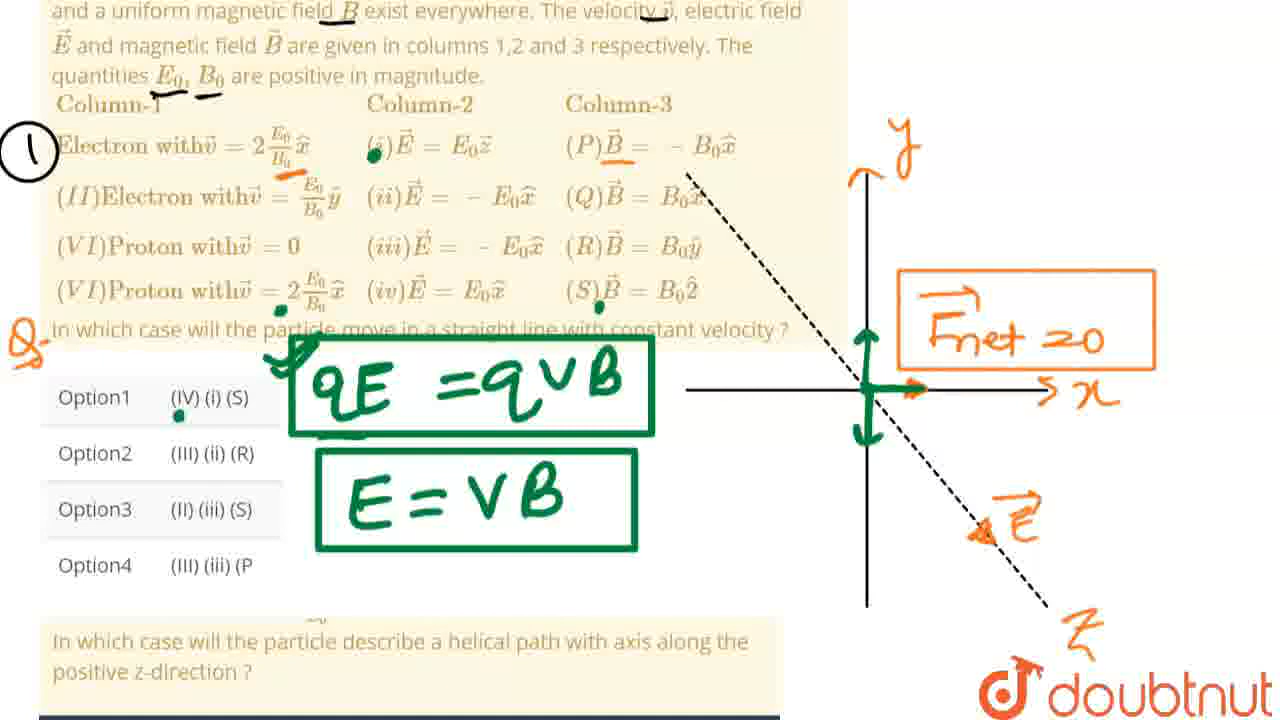 and a uniform magnetic field B⃗ exist everywhere. The velocity v⃗, electric field
E⃗ and magnetic field B⃗ are given in columns 1,2 and 3 respectively. The
quantities E₀, B₀ are positive in magnitude.
Column-1 Column-2 Column-3
1 Electron with v⃗ = 2 E₀/B₀ x̂ (i) E⃗ = E₀ z⃗ (P) B⃗ = − B₀ x̂
(II) Electron with v⃗ = E₀/B₀ ŷ (ii) E⃗ = − E₀ x̂ (Q) B⃗ = B₀ x̂
(VI) Proton with v⃗ = 0 (iii) E⃗ = − E₀ x̂ (R) B⃗ = B₀ ŷ
(VI) Proton with v⃗ = 2 E₀/B₀ x̂ (iv) E⃗ = E₀ x̂ (S) B⃗ = B₀ 2̂
In which case will the particle move in a straight line with constant velocity ?
Q.
Option1 (IV) (i) (S)
Option2 (III) (ii) (R)
Option3 (II) (iii) (S)
Option4 (III) (iii) (P
qE = qVB
E = VB
y
Fnet = 0
x
E
Z
In which case will the particle describe a helical path with axis along the
positive z-direction ?
doubtnut